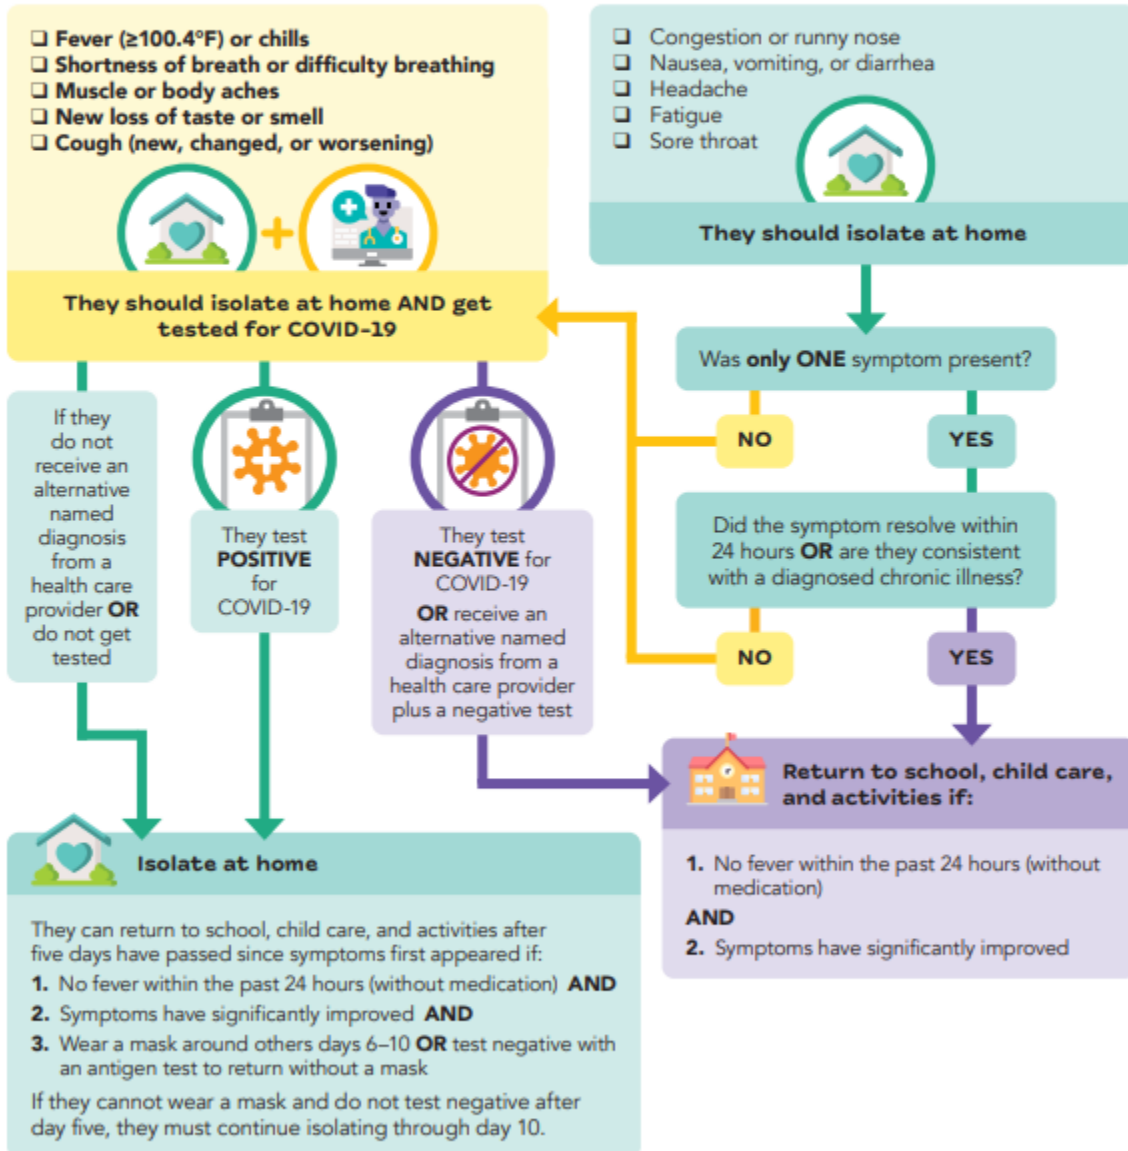 ❑ Fever (≥100.4°F) or chills
❑ Shortness of breath or difficulty breathing
❑ Muscle or body aches
❑ New loss of taste or smell
❑ Cough (new, changed, or worsening)
They should isolate at home AND get
tested for COVID-19
❑ Congestion or runny nose
❑ Nausea, vomiting, or diarrhea
❑ Headache
❑ Fatigue
❑ Sore throat
They should isolate at home
Was only ONE symptom present?
NO
YES
Did the symptom resolve within
24 hours OR are they consistent
with a diagnosed chronic illness?
NO
YES
If they
do not
receive an
alternative
named
diagnosis
from a
health care
provider OR
do not get
tested
They test
POSITIVE
for
COVID-19
They test
NEGATIVE for
COVID-19
OR receive an
alternative named
diagnosis from a
health care provider
plus a negative test
Return to school, child care,
and activities if:
1. No fever within the past 24 hours (without
medication)
AND
2. Symptoms have significantly improved
Isolate at home
They can return to school, child care, and activities after
five days have passed since symptoms first appeared if:
1. No fever within the past 24 hours (without medication) AND
2. Symptoms have significantly improved AND
3. Wear a mask around others days 6–10 OR test negative with
an antigen test to return without a mask
If they cannot wear a mask and do not test negative after
day five, they must continue isolating through day 10.